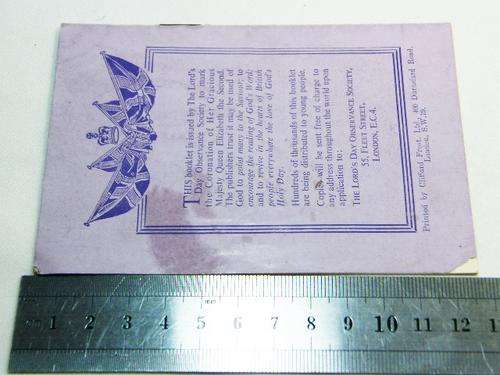 THIS booklet is issued by The Lord's
Day Observance Society to mark
the Coronation of Her Gracious
Majesty Queen Elizabeth the Second.
The publishers trust it may be used of
God to point many to the Saviour; to
encourage the reading of God's Word;
and to revive in the hearts of British
people everywhere the love of God's
Holy Day.
Hundreds of thousands of this booklet
are being distributed to young people.
Copies will be sent free of charge to
any address throughout the world upon
application to:
THE LORD'S DAY OBSERVANCE SOCIETY,
55, FLEET STREET,
LONDON, E.C.4.
Printed by Clifford Frost, Ltd., Road,
London, S.W.19.
mm
1 2 3 4 5 6 7 8 9 10 11 12